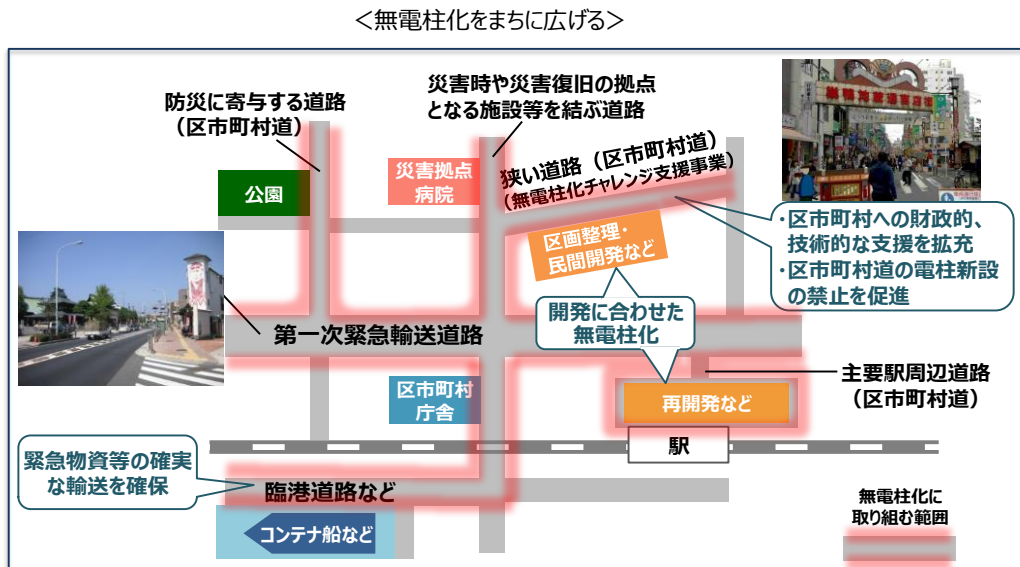 ＜無電柱化をまちに広げる＞
防災に寄与する道路
（区市町村道）
災害時や災害復旧の拠点
となる施設等を結ぶ道路
狭い道路（区市町村道）
（無電柱化チャレンジ支援事業）
公園
災害拠点
病院
区画整理・
民間開発など
・区市町村への財政的、
技術的な支援を拡充
・区市町村道の電柱新設
の禁止を促進
開発に合わせた
無電柱化
第一次緊急輸送道路
主要駅周辺道路
（区市町村道）
区市町村
庁舎
再開発など
駅
緊急物資等の確実
な輸送を確保
臨港道路など
コンテナ船など
無電柱化に
取り組む範囲
巣鴨地蔵通商店街